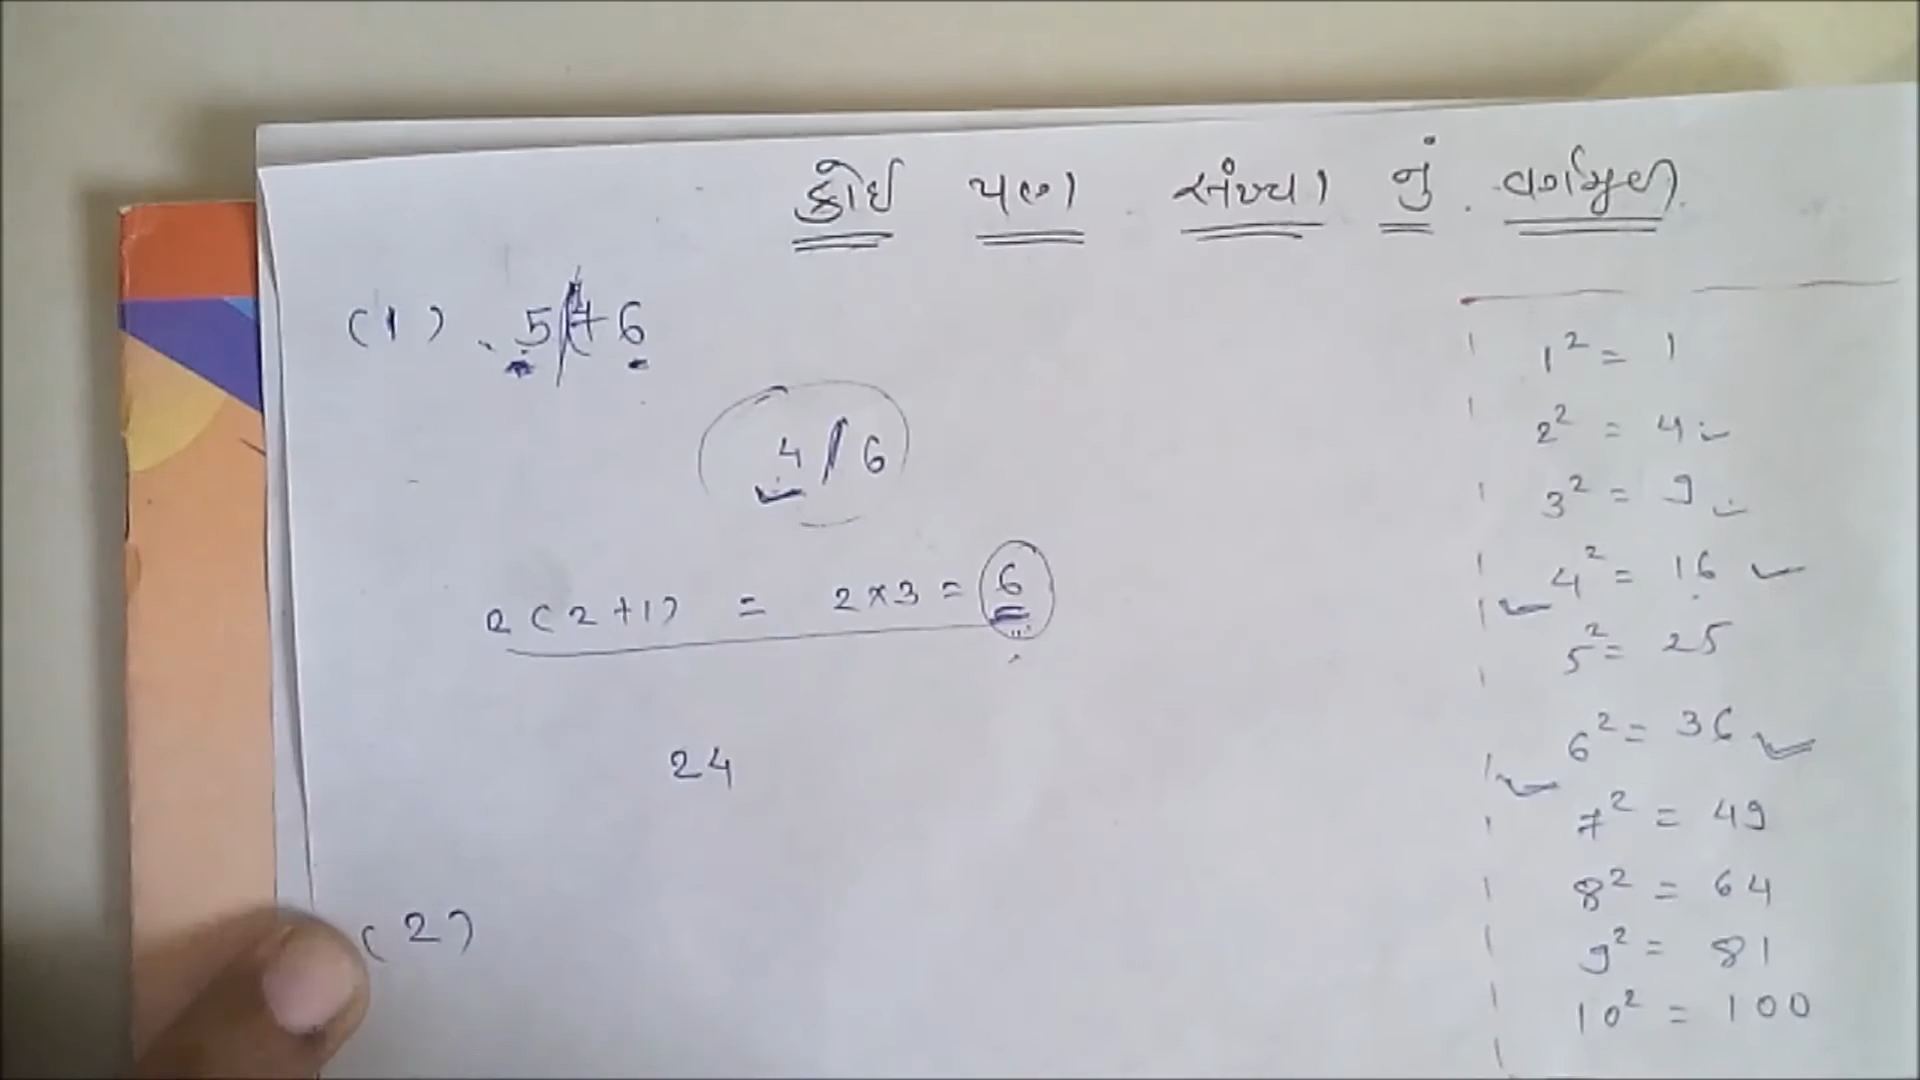 કોઈ પણ સંખ્યા નું વર્ગમૂળ
(1) 576
4/6
2(2+1) = 2×3 = 6
24
(2)
1² = 1
2² = 4
3² = 9
4² = 16
5² = 25
6² = 36
7² = 49
8² = 64
9² = 81
10² = 100